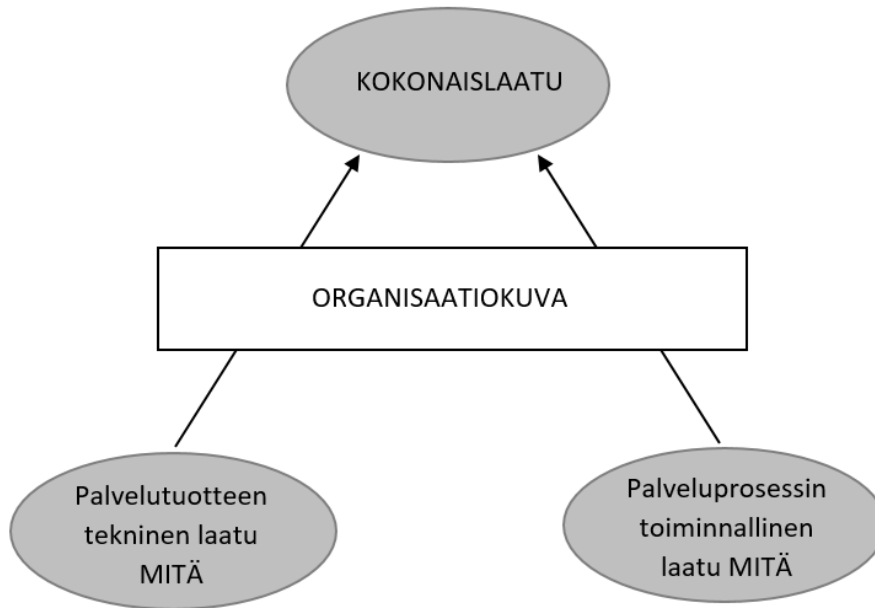 KOKONAISLAATU
ORGANISAATIOKUVA
Palvelutuotteen
tekninen laatu
MITÄ
Palveluprosessin
toiminnallinen
laatu MITÄ